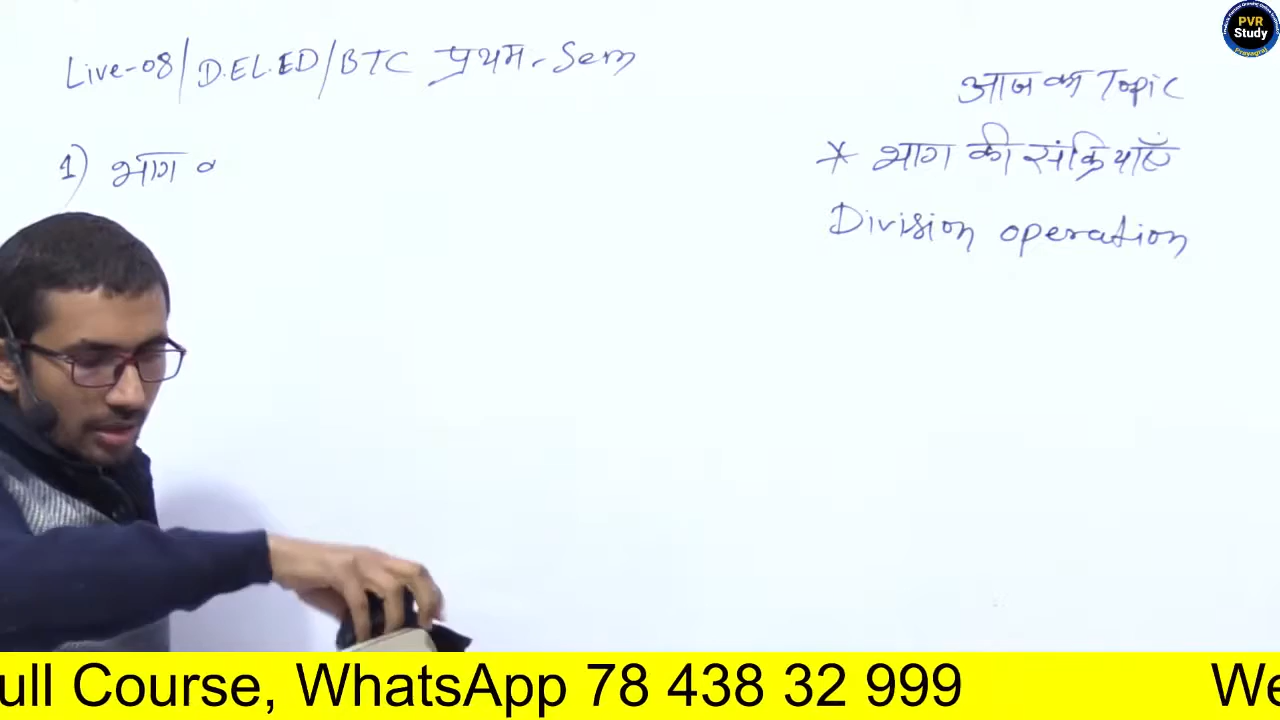 Live-08/D.EL.ED/BTC प्रथम - Sem
आज का Topic
1) भाग
* भाग की संक्रियाएँ
Division operation
PVR
Study
Prayagraj
ull Course, WhatsApp 78 438 32 999 We